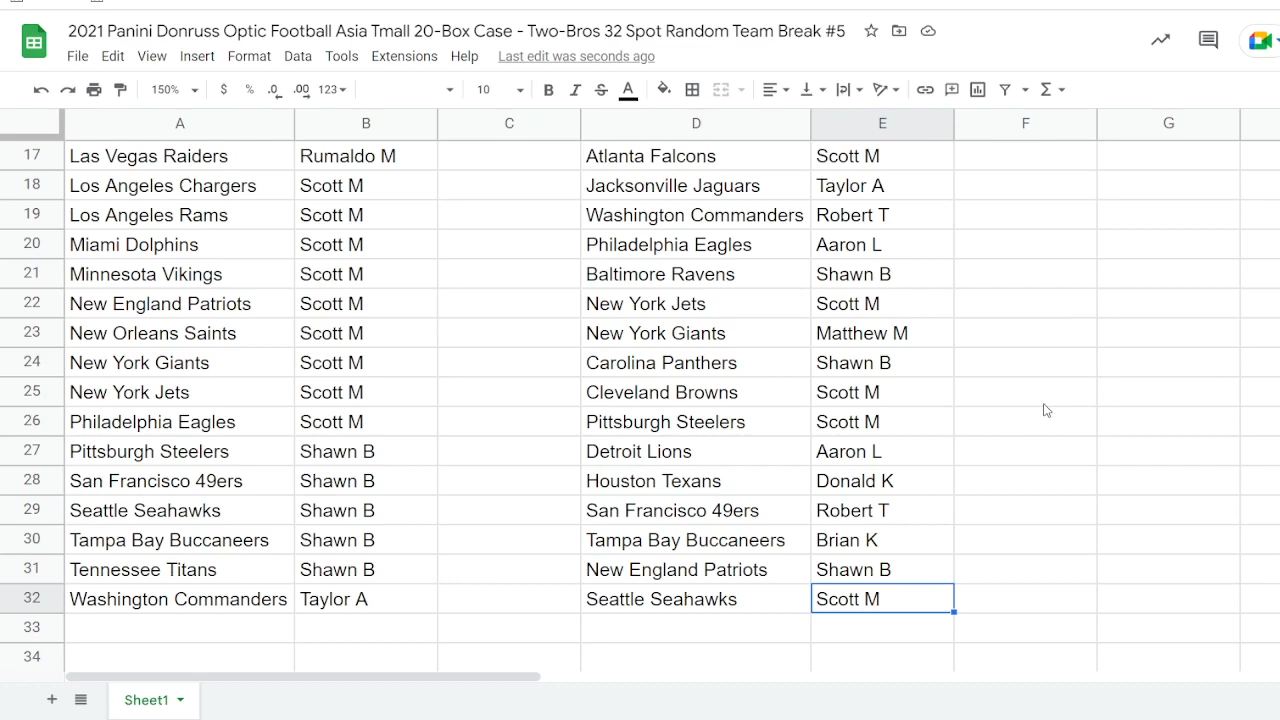 2021 Panini Donruss Optic Football Asia Tmall 20-Box Case - Two-Bros 32 Spot Random Team Break #5
File Edit View Insert Format Data Tools Extensions Help Last edit was seconds ago
150% $ % .0 .00 123 10 B I S A
A B C D E F G
17 Las Vegas Raiders Rumaldo M Atlanta Falcons Scott M
18 Los Angeles Chargers Scott M Jacksonville Jaguars Taylor A
19 Los Angeles Rams Scott M Washington Commanders Robert T
20 Miami Dolphins Scott M Philadelphia Eagles Aaron L
21 Minnesota Vikings Scott M Baltimore Ravens Shawn B
22 New England Patriots Scott M New York Jets Scott M
23 New Orleans Saints Scott M New York Giants Matthew M
24 New York Giants Scott M Carolina Panthers Shawn B
25 New York Jets Scott M Cleveland Browns Scott M
26 Philadelphia Eagles Scott M Pittsburgh Steelers Scott M
27 Pittsburgh Steelers Shawn B Detroit Lions Aaron L
28 San Francisco 49ers Shawn B Houston Texans Donald K
29 Seattle Seahawks Shawn B San Francisco 49ers Robert T
30 Tampa Bay Buccaneers Shawn B Tampa Bay Buccaneers Brian K
31 Tennessee Titans Shawn B New England Patriots Shawn B
32 Washington Commanders Taylor A Seattle Seahawks Scott M
33
34
Sheet1